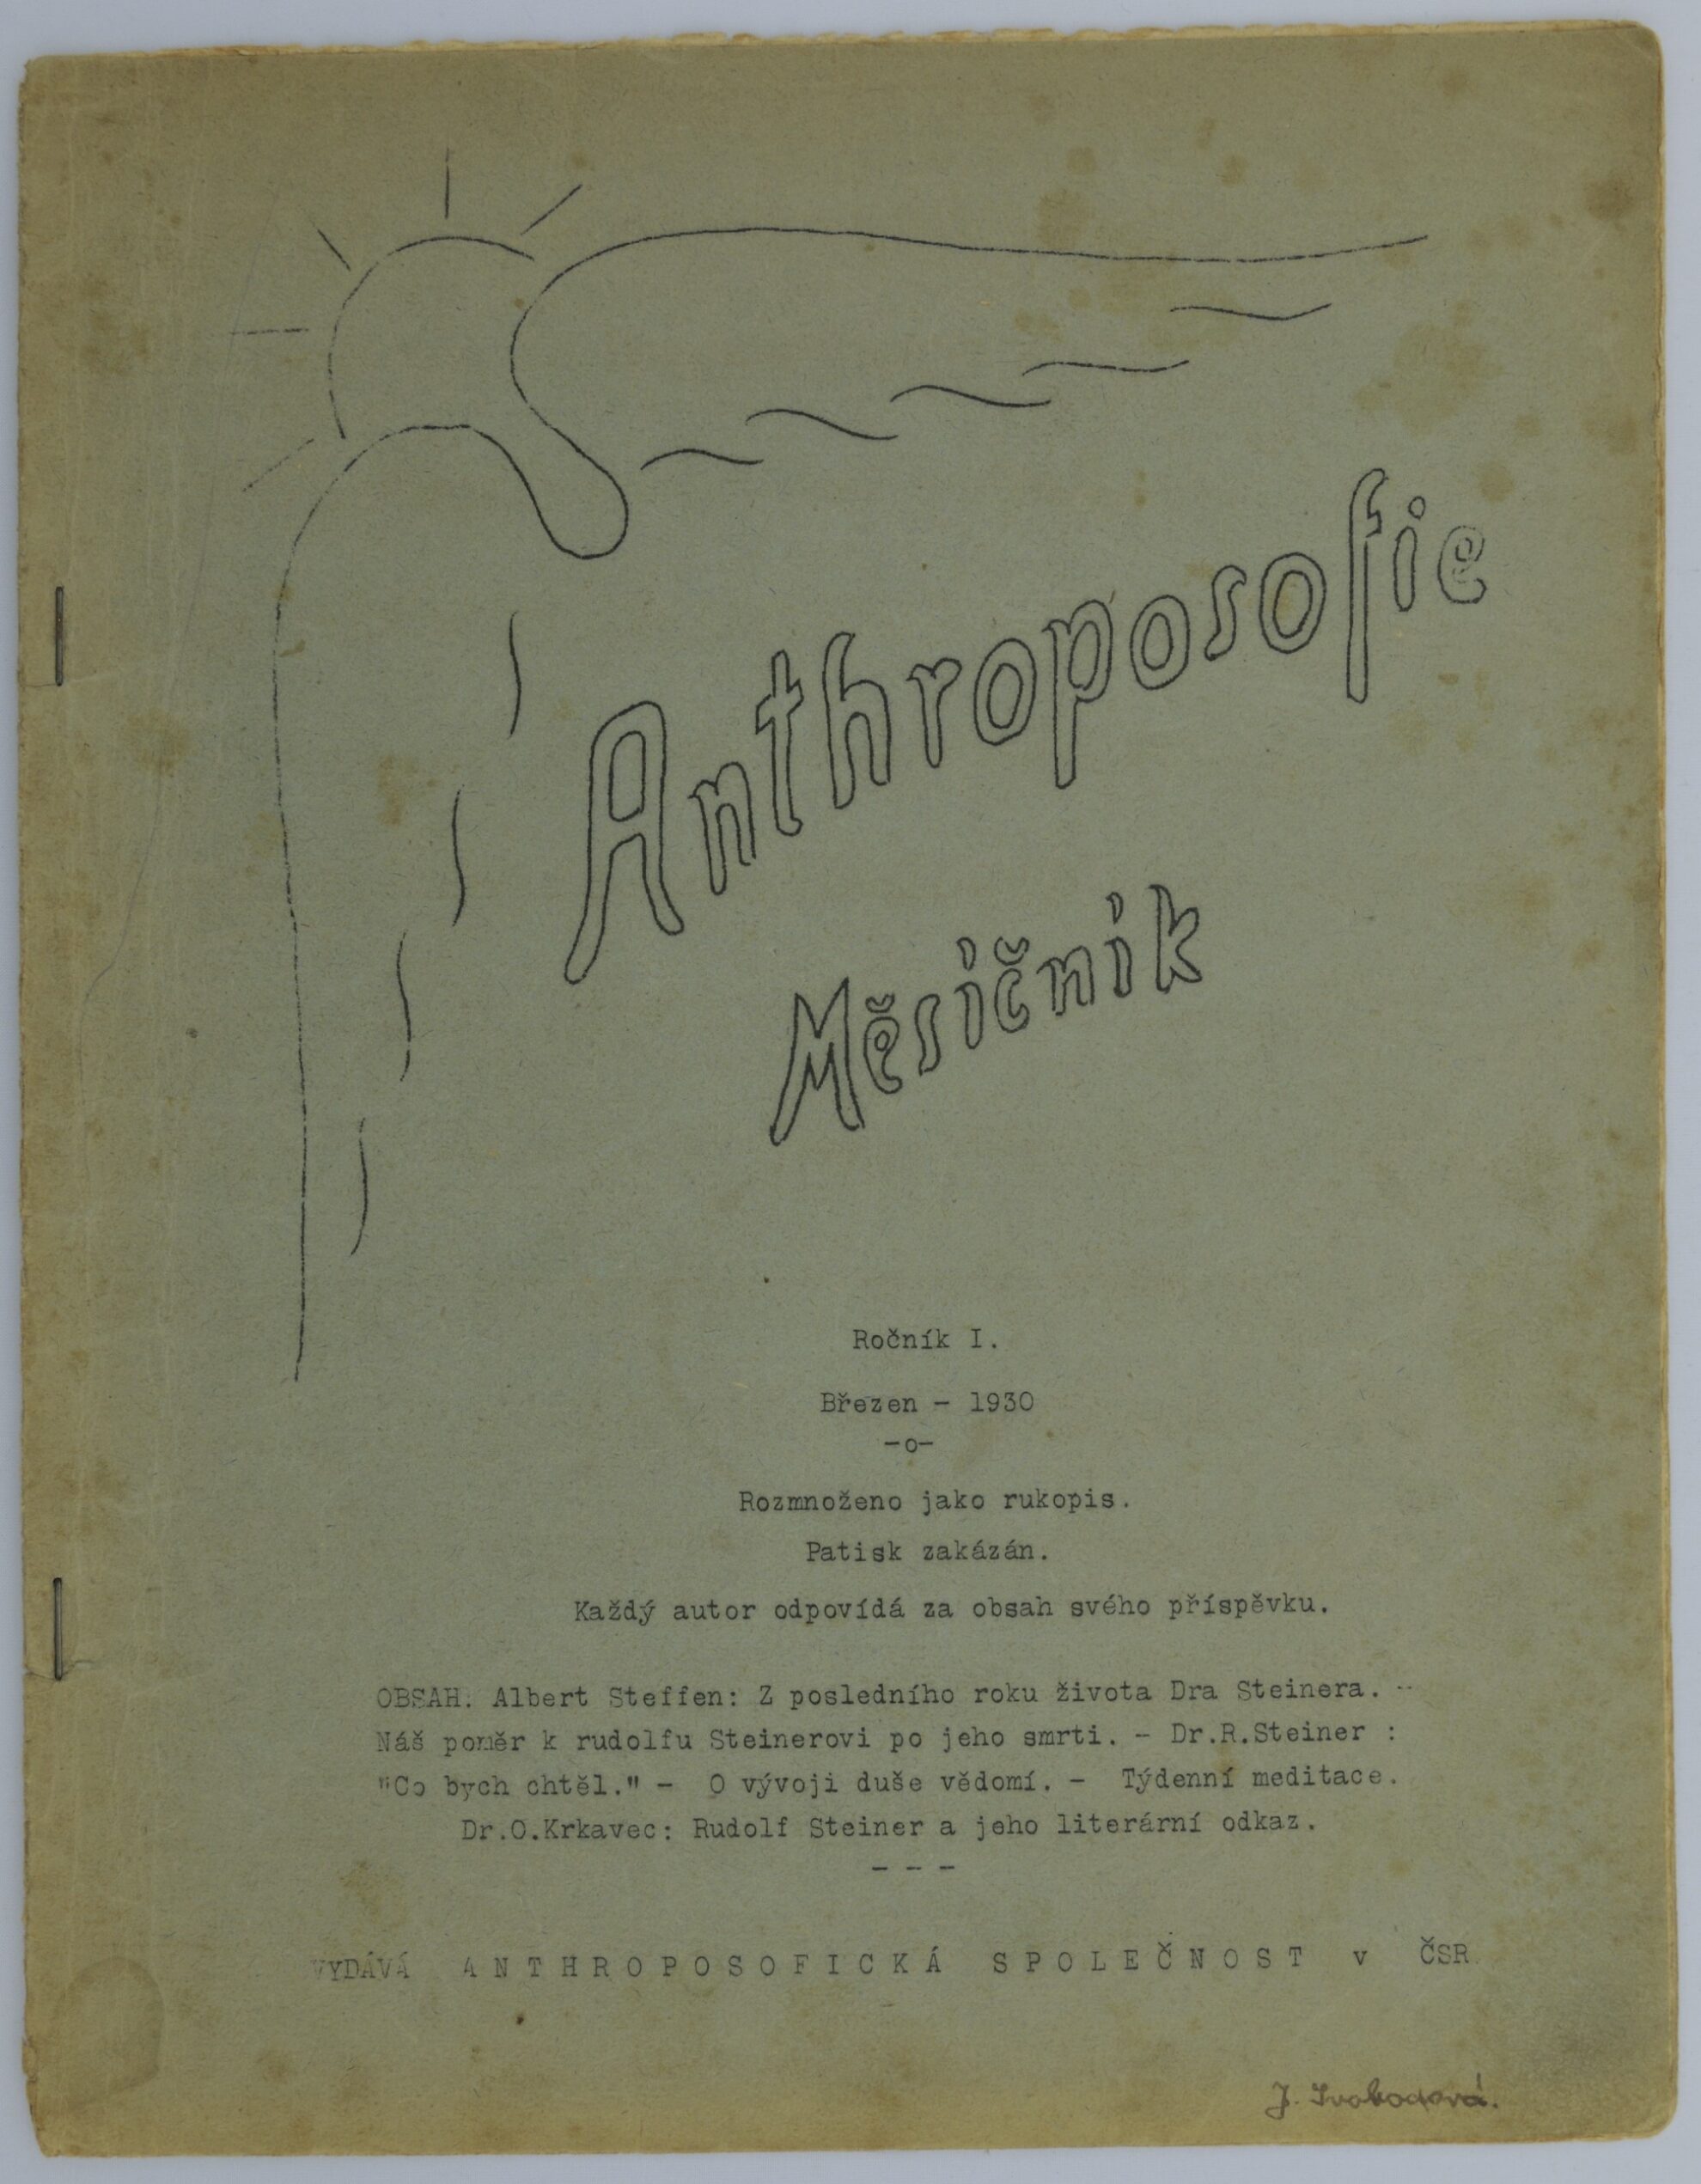 Anthroposofie
Měsíčník
Ročník I.
Březen - 1930
-o-
Rozmnoženo jako rukopis.
Patisk zakázán.
Každý autor odpovídá za obsah svého příspěvku.
OBSAH: Albert Steffen: Z posledního roku života Dra Steinera. -
Náš poměr k rudolfu Steinerovi po jeho smrti. - Dr.R.Steiner :
"Co bych chtěl." - O vývoji duše vědomí. - Týdenní meditace.
Dr.O.Krkavec: Rudolf Steiner a jeho literární odkaz.
- - -
VYDÁVÁ ANTHROPOSOFICKÁ SPOLEČNOST v ČSR.
J. Svobodová.